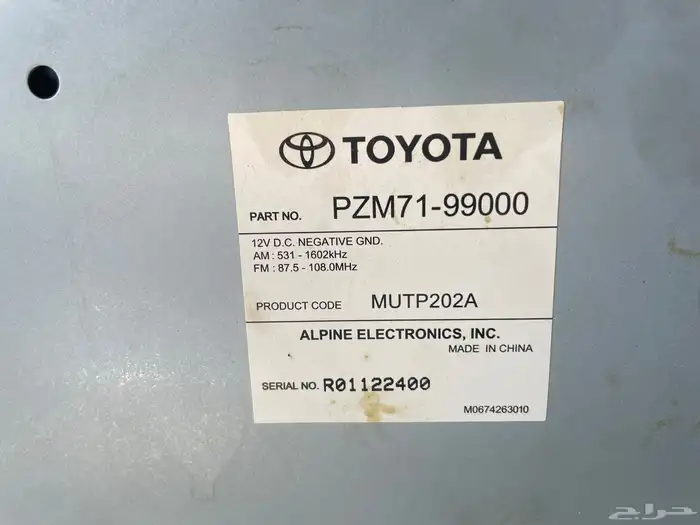 TOYOTA
PART NO. PZM71-99000
12V D.C. NEGATIVE GND.
AM : 531 - 1602kHz
FM : 87.5 - 108.0MHz
PRODUCT CODE MUTP202A
ALPINE ELECTRONICS, INC.
MADE IN CHINA
SERIAL NO. R01122400
M0674263010
حراج